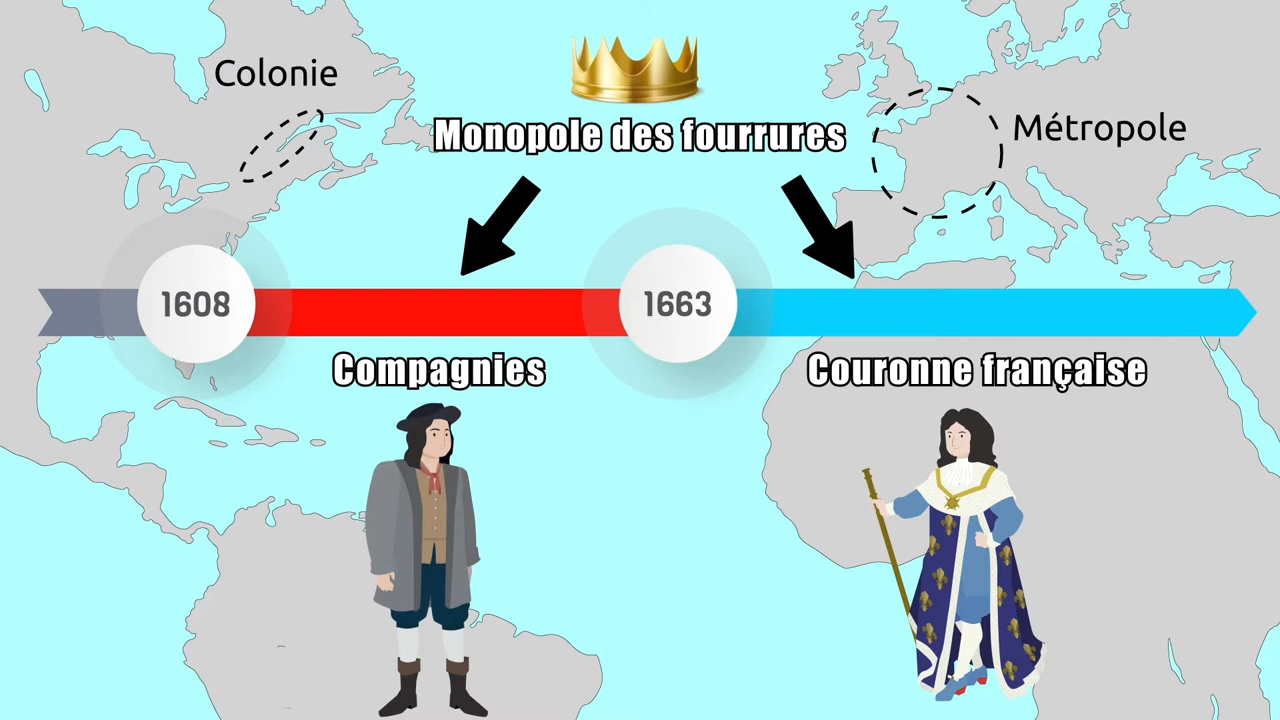 Colonie
Monopole des fourrures
Métropole
1608
1663
Compagnies
Couronne française